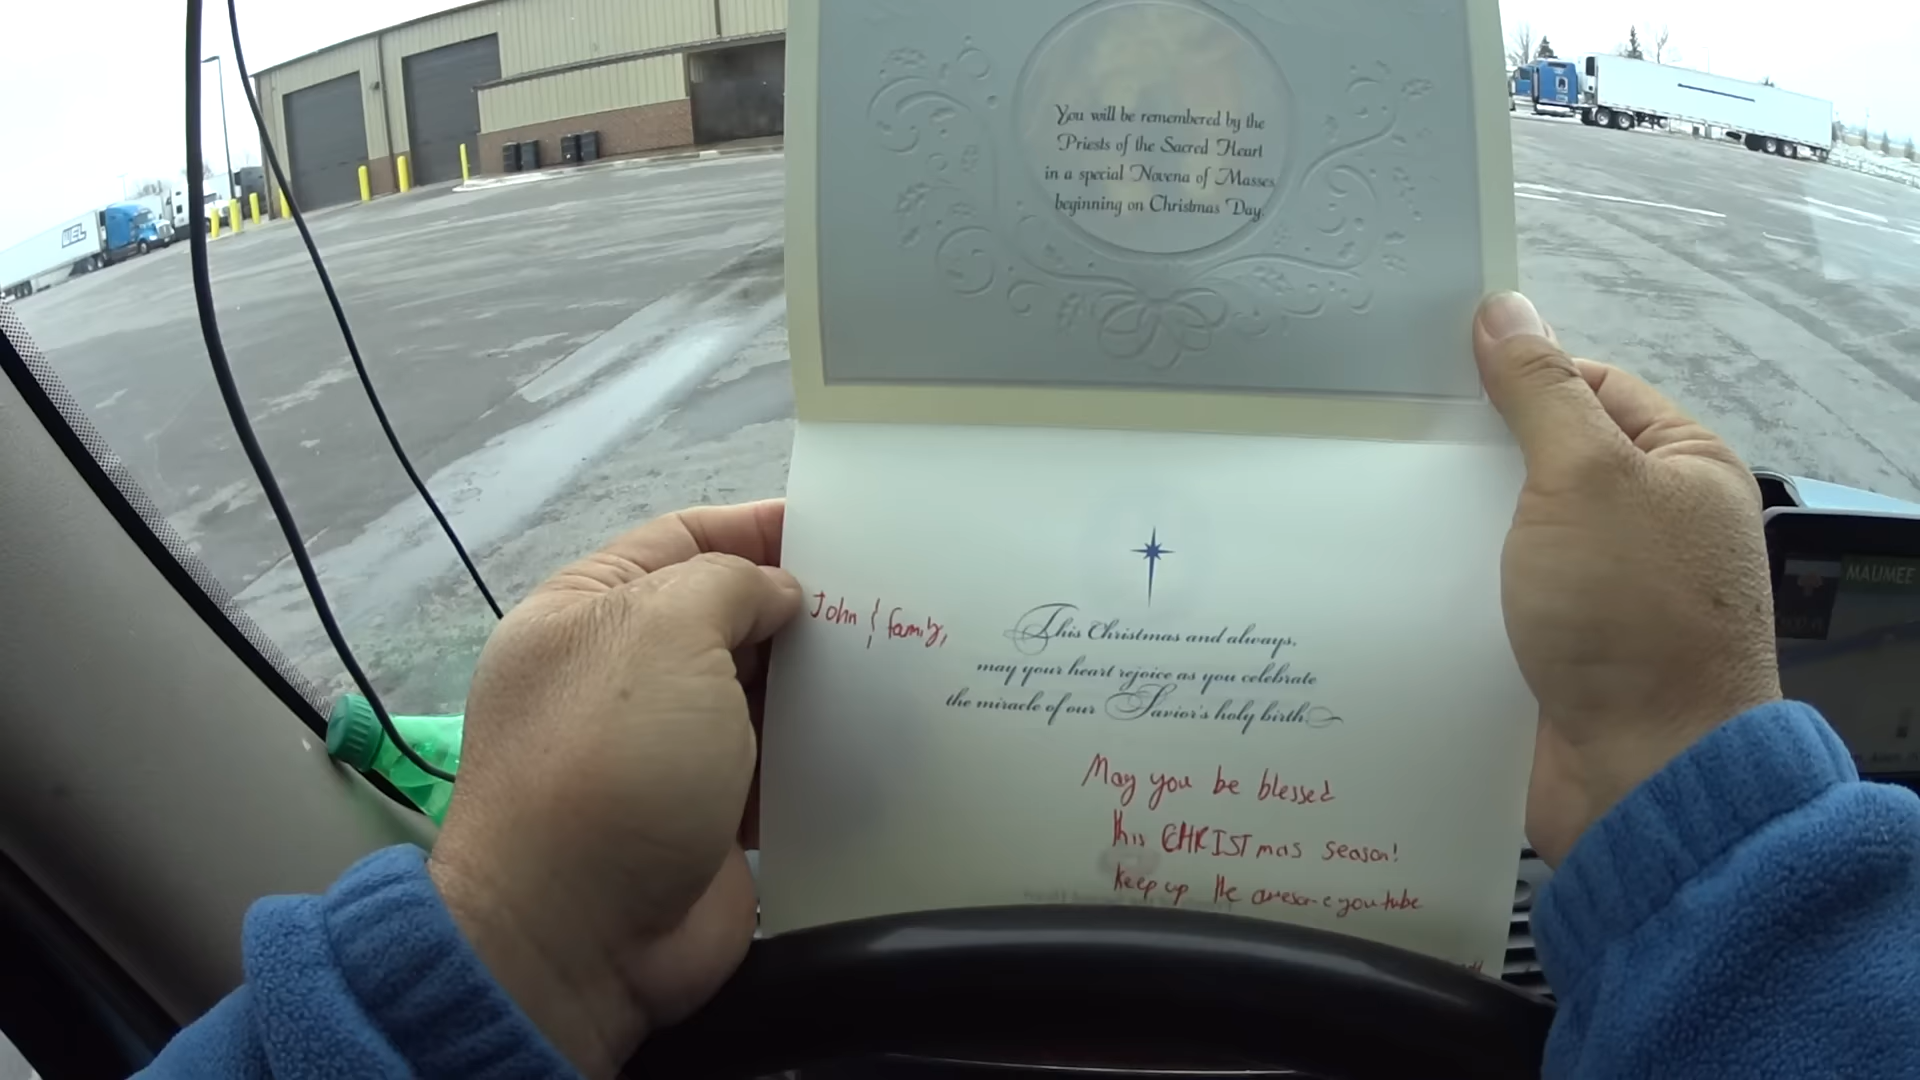 WEL
You will be remembered by the
Priests of the Sacred Heart
in a special Novena of Masses
beginning on Christmas Day.
John & family,
This Christmas and always,
may your heart rejoice as you celebrate
the miracle of our Savior's holy birth.
May you be blessed
this CHRISTmas season!
Keep up the awesome youtube
MAUMEE